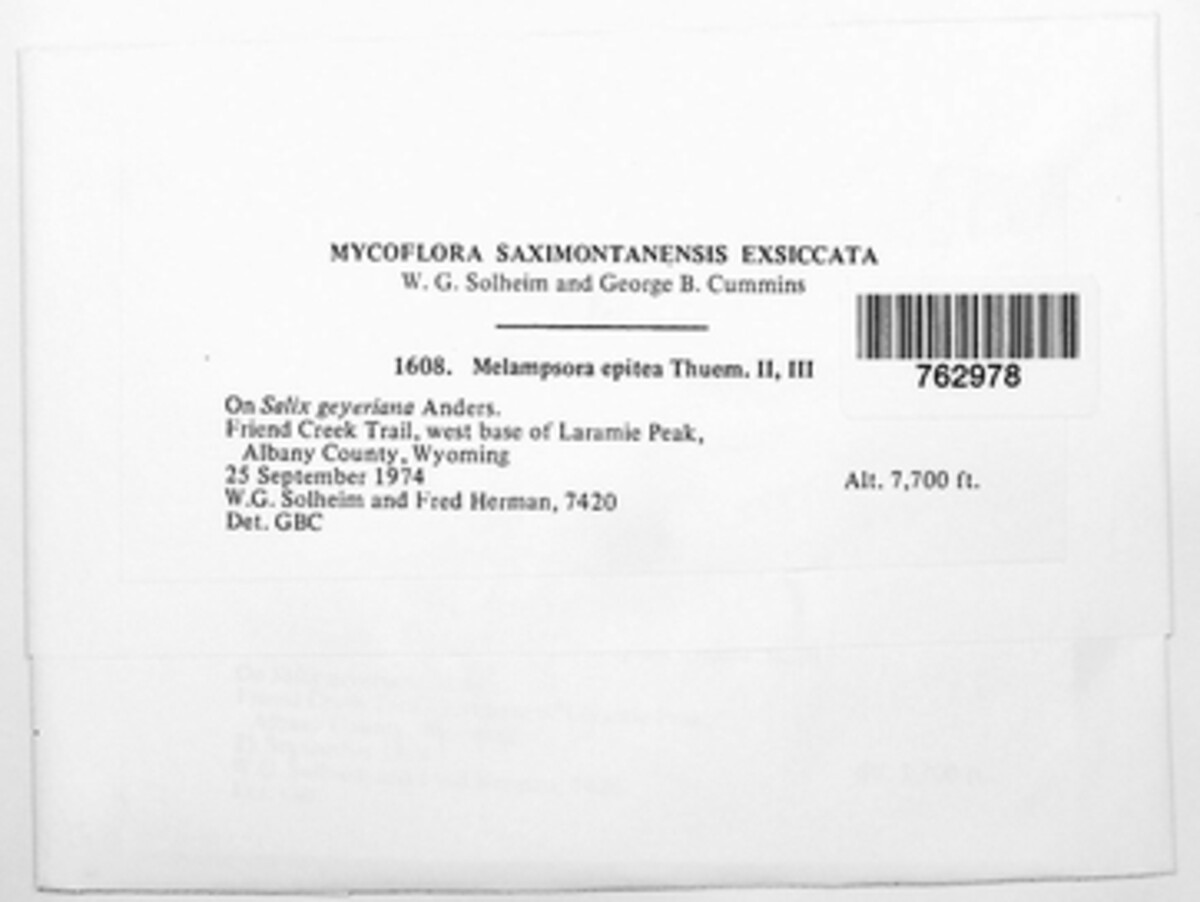 MYCOFLORA SAXIMONTANENSIS EXSICCATA
W. G. Solheim and George B. Cummins
1608. Melampsora epitea Thuem. II, III
762978
On Salix geyeriana Anders.
Friend Creek Trail, west base of Laramie Peak,
Albany County, Wyoming
25 September 1974
Alt. 7,700 ft.
W.G. Solheim and Fred Herman, 7420
Det. GBC